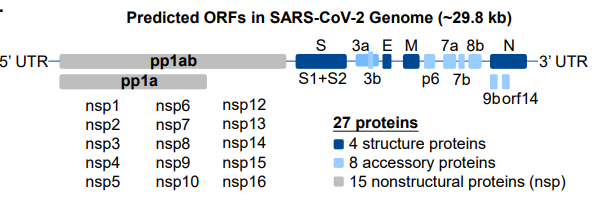 Predicted ORFs in SARS-CoV-2 Genome (~29.8 kb)
5' UTR pp1ab S 3a E M 7a 8b N 3' UTR
pp1a S1+S2 3b p6 7b
9b orf14
nsp1 nsp6 nsp12
nsp2 nsp7 nsp13
nsp3 nsp8 nsp14
nsp4 nsp9 nsp15
nsp5 nsp10 nsp16
27 proteins
4 structure proteins
8 accessory proteins
15 nonstructural proteins (nsp)